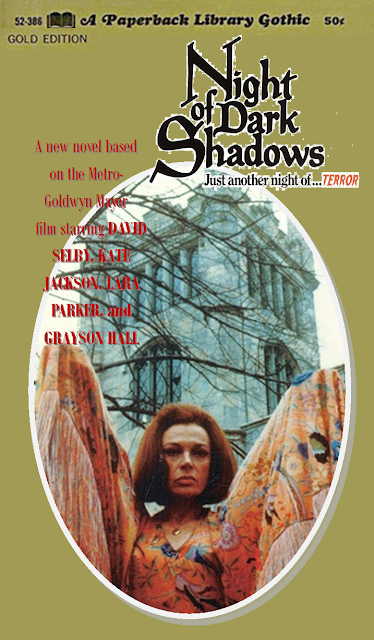 52-386 A Paperback Library Gothic 50¢
GOLD EDITION
Night
of Dark
Shadows
Just another night of...TERROR
A new novel based
on the Metro-
Goldwyn Mayer
film starring DAVID
SELBY, KATE
JACKSON, LARA
PARKER, and
GRAYSON HALL